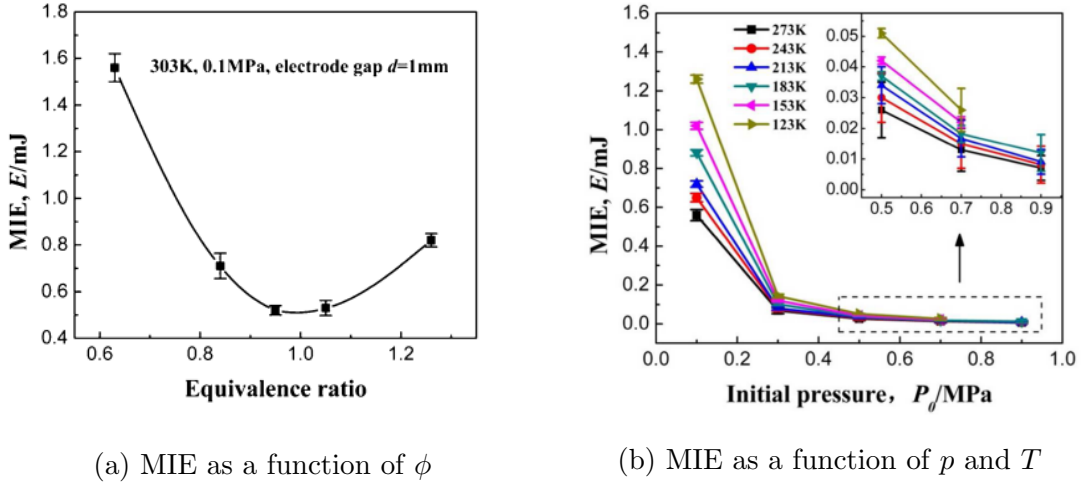 1.8
1.6
1.4
1.2
1.0
0.8
0.6
0.4
MIE, E/mJ
303K, 0.1MPa, electrode gap d=1mm
0.6 0.8 1.0 1.2
Equivalence ratio
(a) MIE as a function of ϕ
1.6
1.4
1.2
1.0
0.8
0.6
0.4
0.2
0.0
MIE, E/mJ
273K
243K
213K
183K
153K
123K
0.05
0.04
0.03
0.02
0.01
0.00
0.5 0.6 0.7 0.8 0.9
0.0 0.2 0.4 0.6 0.8 1.0
Initial pressure, P₀/MPa
(b) MIE as a function of p and T